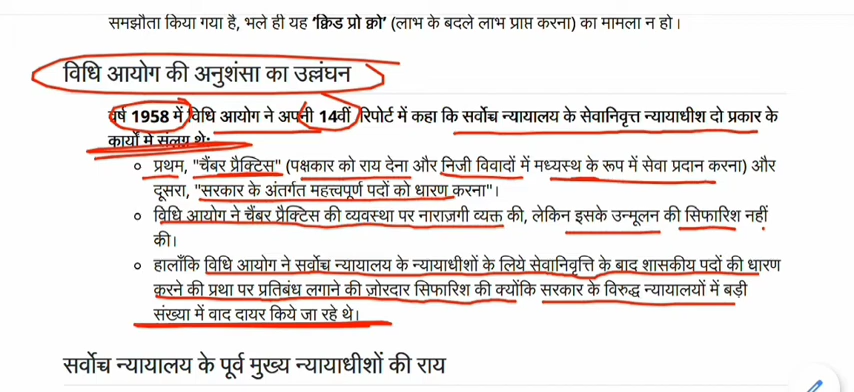 समझौता किया गया है, भले ही यह 'क्विड प्रो क्रो' (लाभ के बदले लाभ प्राप्त करना) का मामला न हो।
विधि आयोग की अनुशंसा का उल्लंघन
वर्ष 1958 में विधि आयोग ने अपनी 14वीं रिपोर्ट में कहा कि सर्वोच्च न्यायालय के सेवानिवृत्त न्यायाधीश दो प्रकार के
कार्यों में संलग्न थे:
प्रथम, "चैंबर प्रैक्टिस" (पक्षकार को राय देना और निजी विवादों में मध्यस्थ के रूप में सेवा प्रदान करना) और
दूसरा, "सरकार के अंतर्गत महत्त्वपूर्ण पदों को धारण करना"।
विधि आयोग ने चैंबर प्रैक्टिस की व्यवस्था पर नाराज़गी व्यक्त की, लेकिन इसके उन्मूलन की सिफारिश नहीं
की।
हालाँकि विधि आयोग ने सर्वोच्च न्यायालय के न्यायाधीशों के लिये सेवानिवृत्ति के बाद शासकीय पदों की धारण
करने की प्रथा पर प्रतिबंध लगाने की ज़ोरदार सिफारिश की क्योंकि सरकार के विरुद्ध न्यायालयों में बड़ी
संख्या में वाद दायर किये जा रहे थे।
सर्वोच्च न्यायालय के पूर्व मुख्य न्यायाधीशों की राय